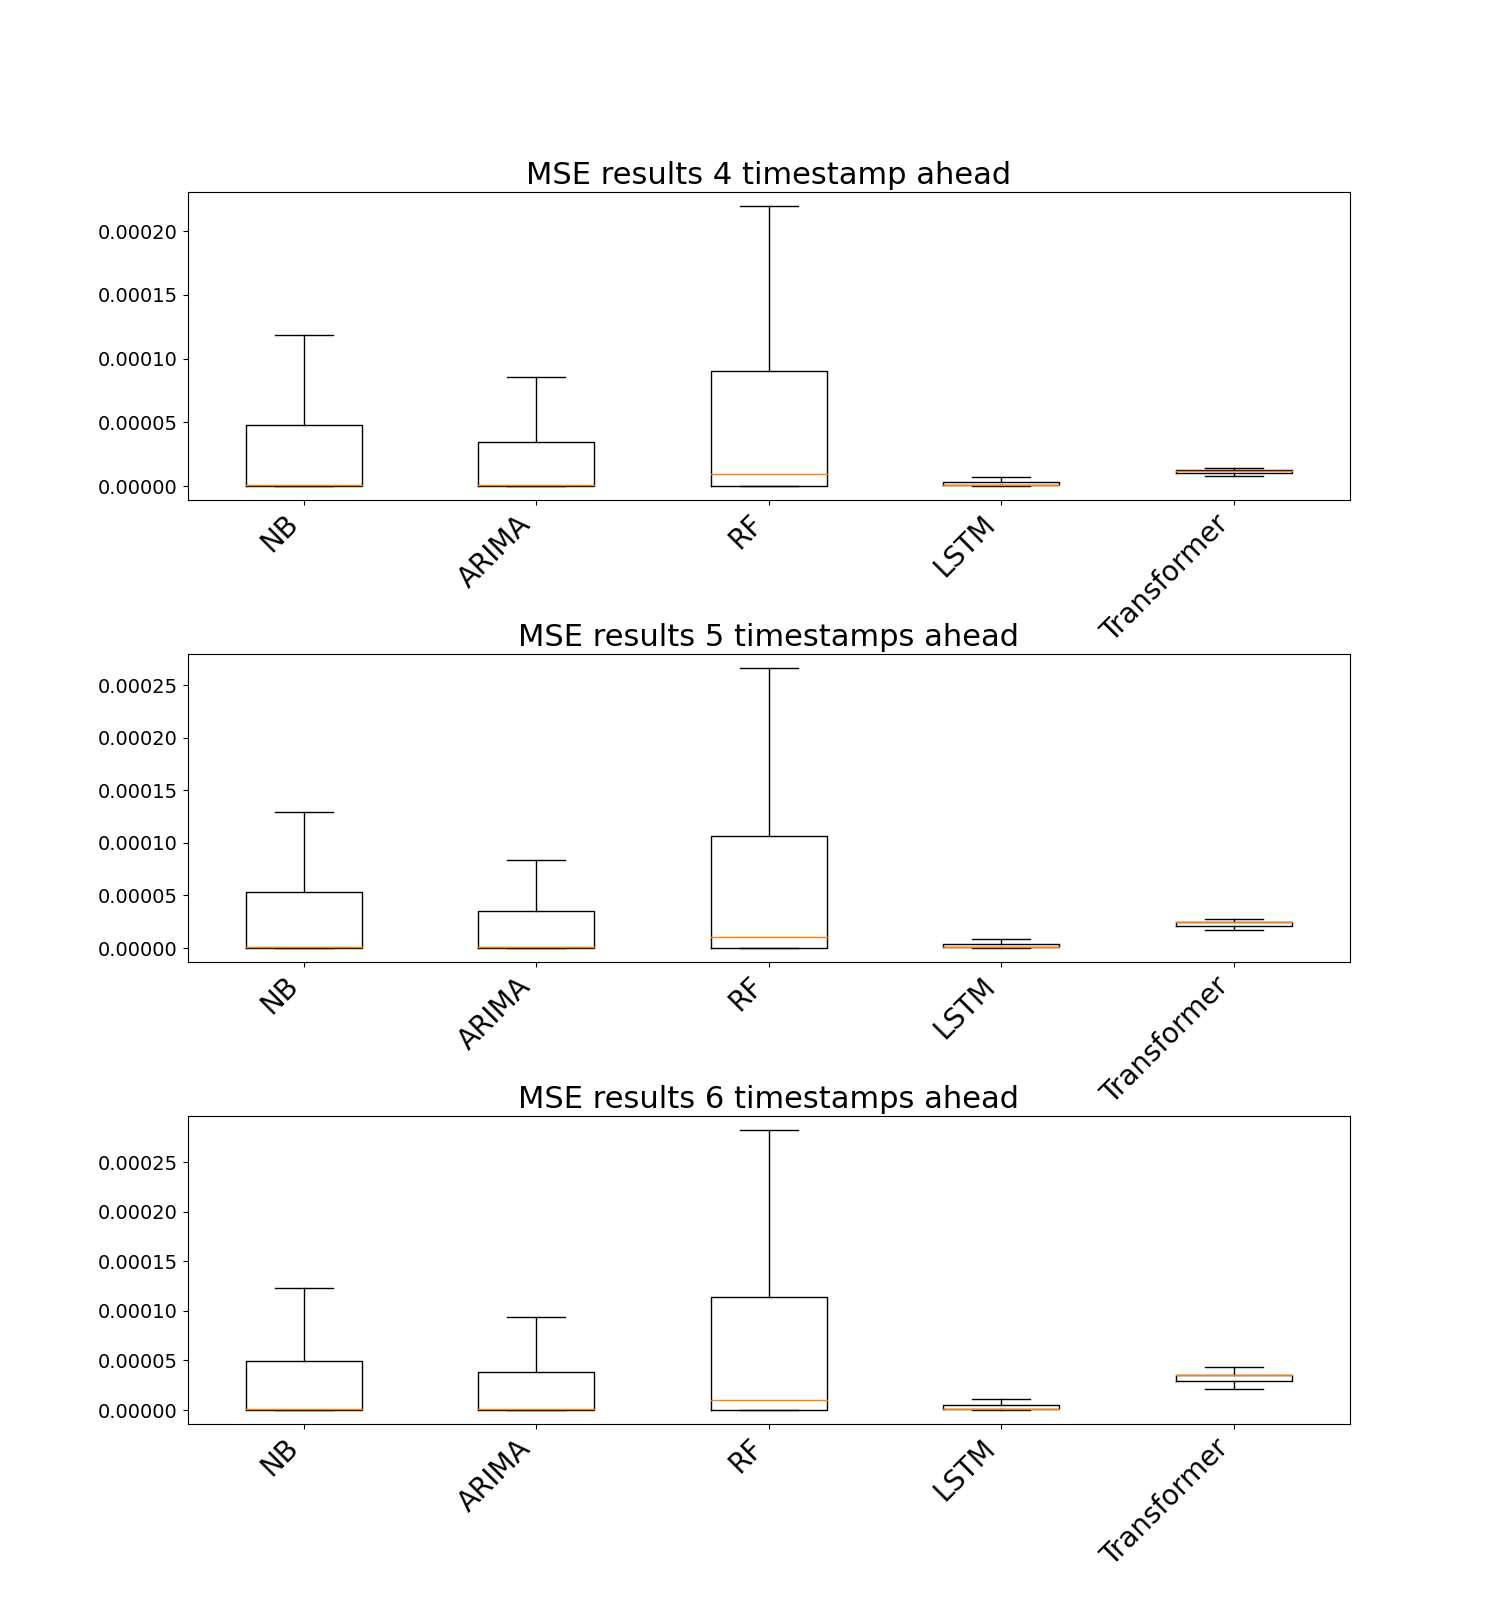 MSE results 4 timestamp ahead
0.00020
0.00015
0.00010
0.00005
0.00000
NB
ARIMA
RF
LSTM
Transformer
MSE results 5 timestamps ahead
0.00025
0.00020
0.00015
0.00010
0.00005
0.00000
NB
ARIMA
RF
LSTM
Transformer
MSE results 6 timestamps ahead
0.00025
0.00020
0.00015
0.00010
0.00005
0.00000
NB
ARIMA
RF
LSTM
Transformer